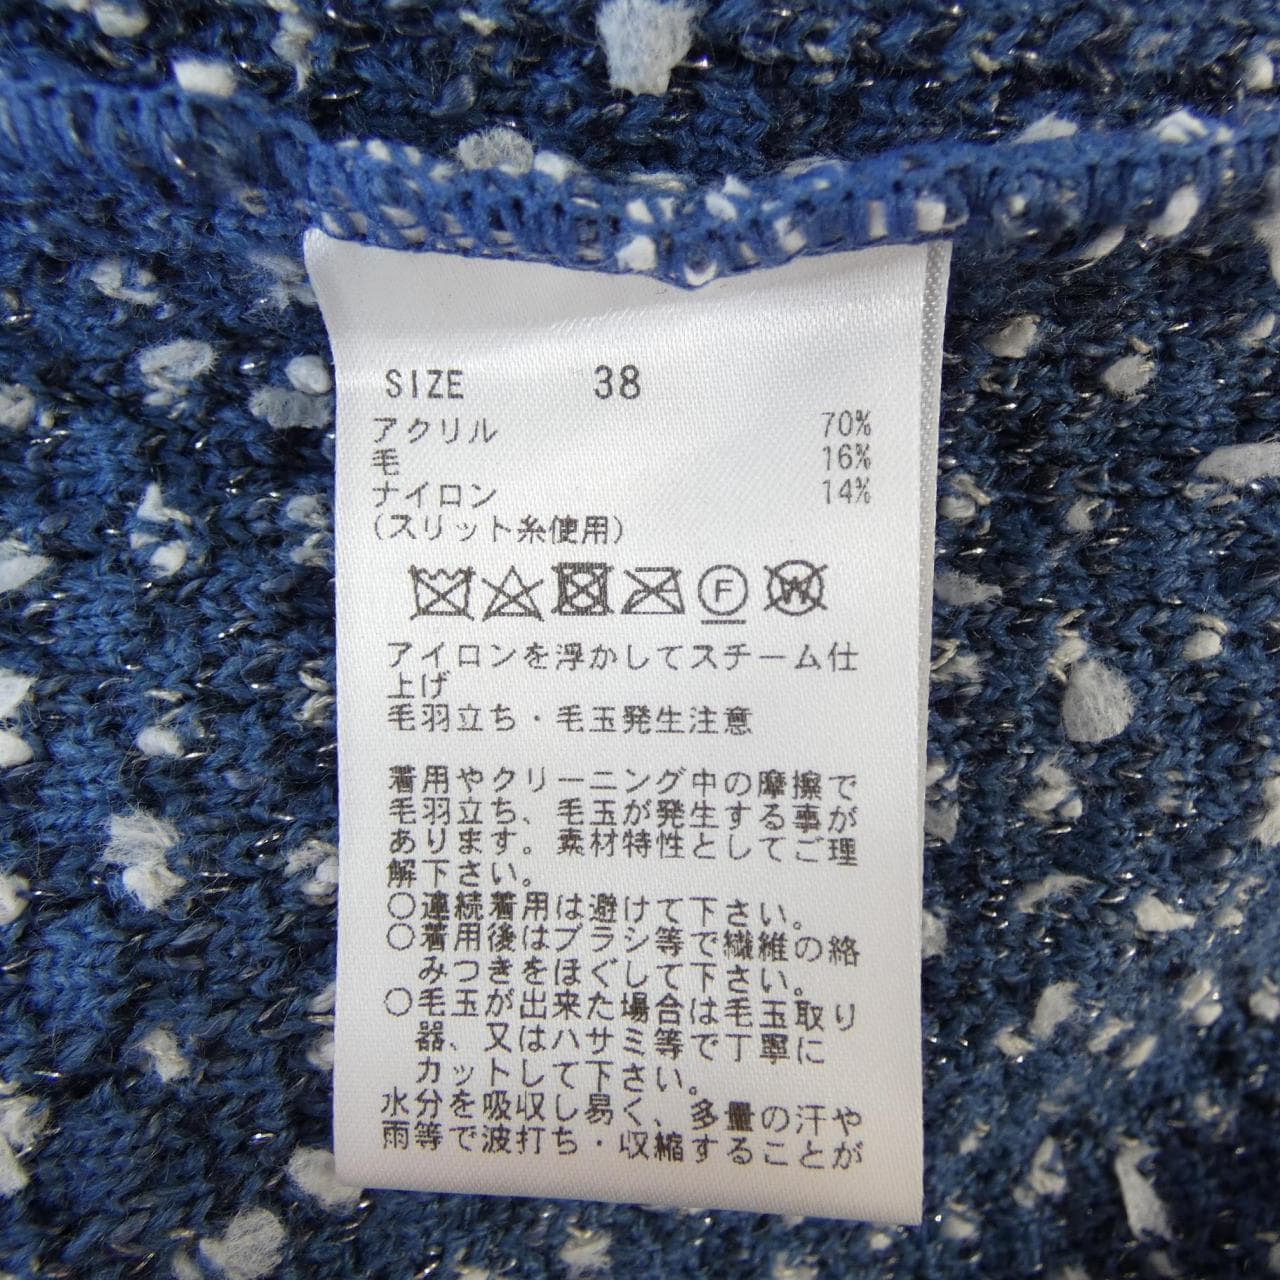 SIZE 38
アクリル 70%
毛 16%
ナイロン 14%
(スリット糸使用)
F W
アイロンを浮かしてスチーム仕
上げ
毛羽立ち・毛玉発生注意
着用やクリーニング中の摩擦で
毛羽立ち、毛玉が発生する事が
あります。素材特性としてご理
解下さい。
○連続着用は避けて下さい。
○着用後はブラシ等で繊維の絡
みつきをほぐして下さい。
○毛玉が出来た場合は毛玉取り
器、又はハサミ等で丁寧に
カットして下さい。
水分を吸収し易く、多量の汗や
雨等で波打ち・収縮することが